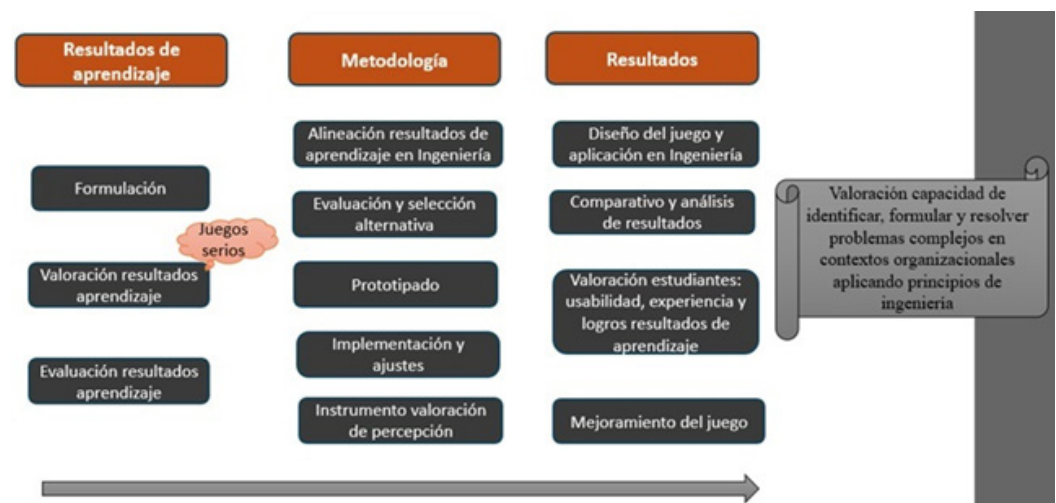 Resultados de
aprendizaje
Formulación
Juegos
serios
Valoración resultados
aprendizaje
Evaluación resultados
aprendizaje
Metodología
Alineación resultados de
aprendizaje en Ingeniería
Evaluación y selección
alternativa
Prototipado
Implementación y
ajustes
Instrumento valoración
de percepción
Resultados
Diseño del juego y
aplicación en Ingeniería
Comparativo y análisis
de resultados
Valoración estudiantes:
usabilidad, experiencia y
logros resultados de
aprendizaje
Mejoramiento del juego
Valoración capacidad de
identificar, formular y resolver
problemas complejos en
contextos organizacionales
aplicando principios de
ingeniería